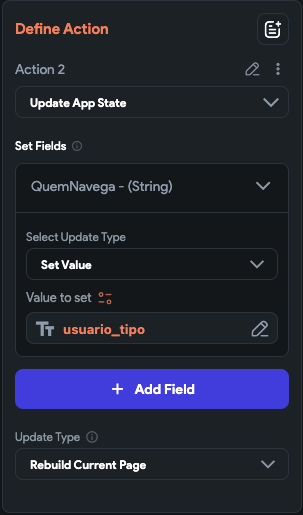 Define Action
Action 2
Update App State
Set Fields
QuemNavega - (String)
Select Update Type
Set Value
Value to set
usuario_tipo
+ Add Field
Update Type
Rebuild Current Page